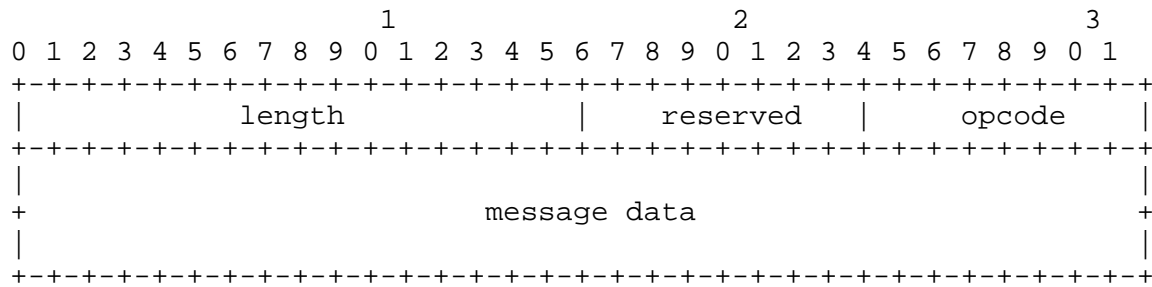 1                   2                   3
0 1 2 3 4 5 6 7 8 9 0 1 2 3 4 5 6 7 8 9 0 1 2 3 4 5 6 7 8 9 0 1
+-+-+-+-+-+-+-+-+-+-+-+-+-+-+-+-+-+-+-+-+-+-+-+-+-+-+-+-+-+-+-+-+
|            length             |    reserved   |     opcode    |
+-+-+-+-+-+-+-+-+-+-+-+-+-+-+-+-+-+-+-+-+-+-+-+-+-+-+-+-+-+-+-+-+
|                                                               |
+                          message data                         +
|                                                               |
+-+-+-+-+-+-+-+-+-+-+-+-+-+-+-+-+-+-+-+-+-+-+-+-+-+-+-+-+-+-+-+-+